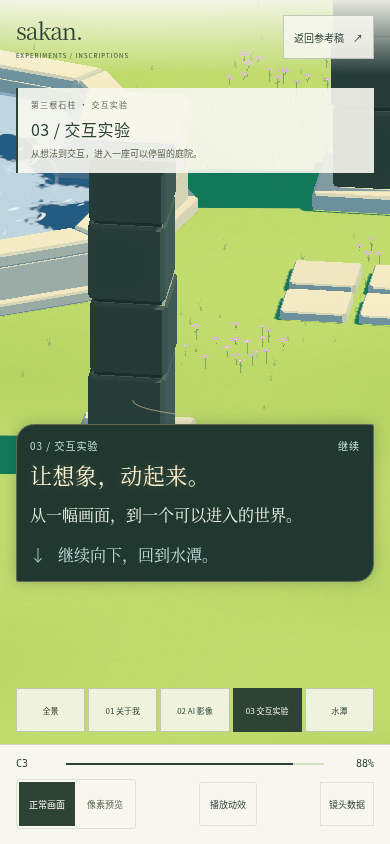 sakan.
EXPERIMENTS / INSCRIPTIONS
返回参考稿 ↗
第三根石柱 · 交互实验
03 / 交互实验
从想法到交互，进入一座可以停留的庭院。
03 / 交互实验
继续
让想象，动起来。
从一幅画面，到一个可以进入的世界。
↓ 继续向下，回到水潭。
全景
01 关于我
02 AI 影像
03 交互实验
水潭
C3
88%
正常画面
像素预览
播放动效
镜头数据